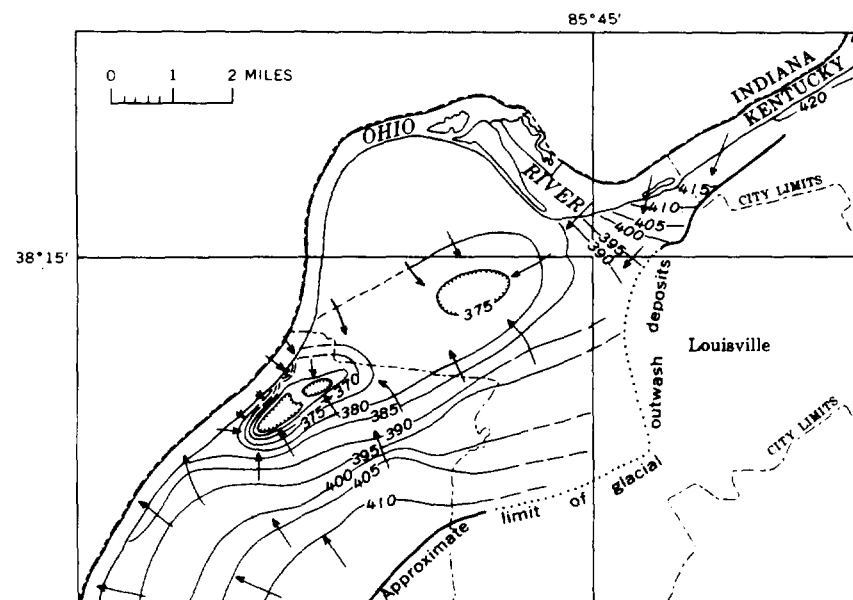 85°45'
0 1 2 MILES
INDIANA
KENTUCKY
420
OHIO
RIVER
CITY LIMITS
415
410
405
400
395
390
38°15'
375
Louisville
370
375
380
385
390
395
400
405
410
CITY LIMITS
Approximate limit of glacial outwash deposits